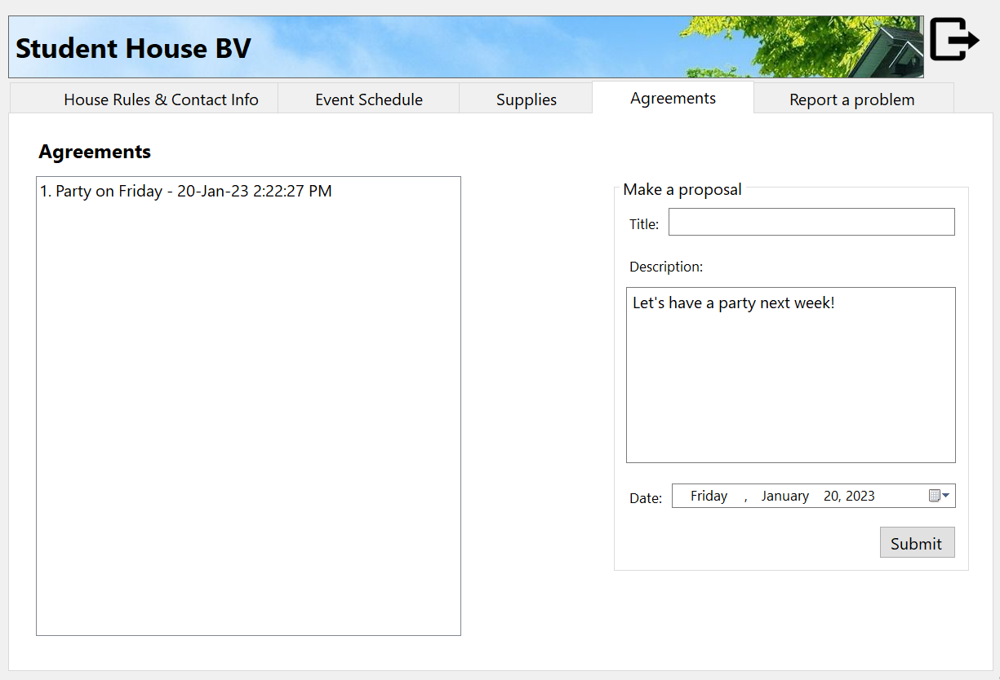 Student House BV
House Rules & Contact Info
Event Schedule
Supplies
Agreements
Report a problem
Agreements
1. Party on Friday - 20-Jan-23 2:22:27 PM
Make a proposal
Title:
Description:
Let's have a party next week!
Date: Friday , January 20, 2023
Submit